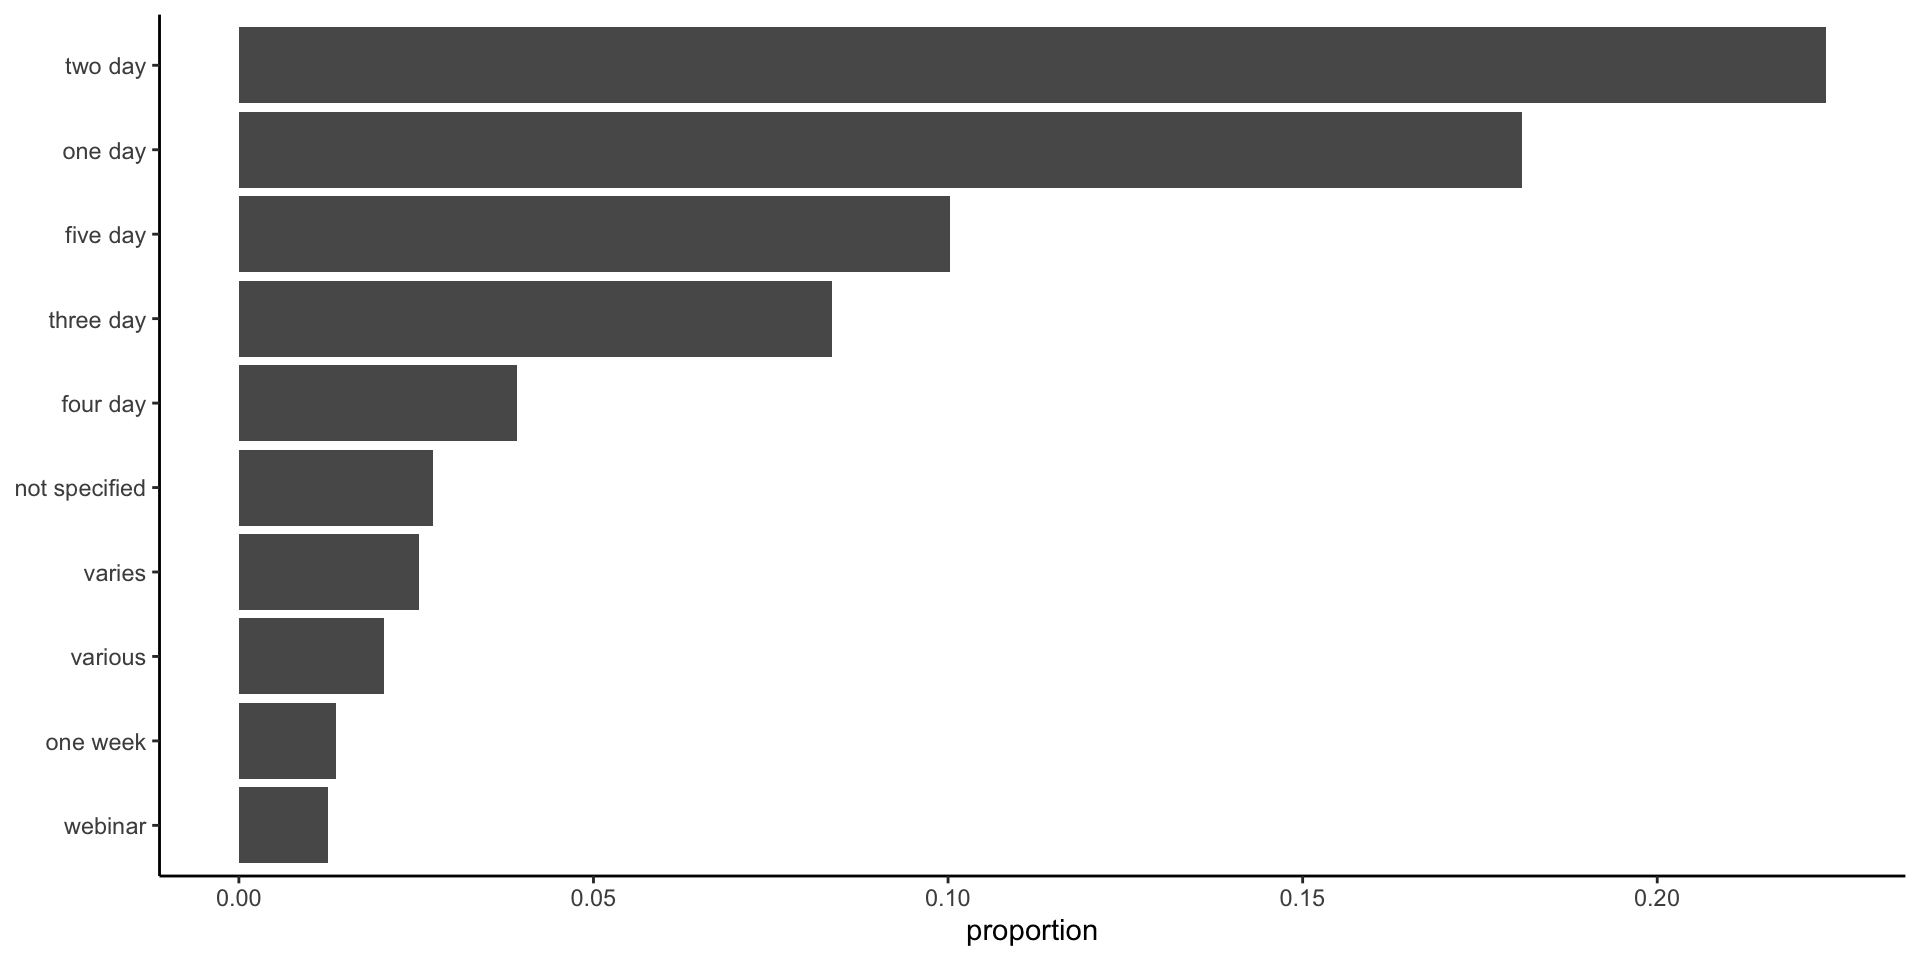 two day
one day
five day
three day
four day
not specified
varies
various
one week
webinar
0.00 0.05 0.10 0.15 0.20
proportion